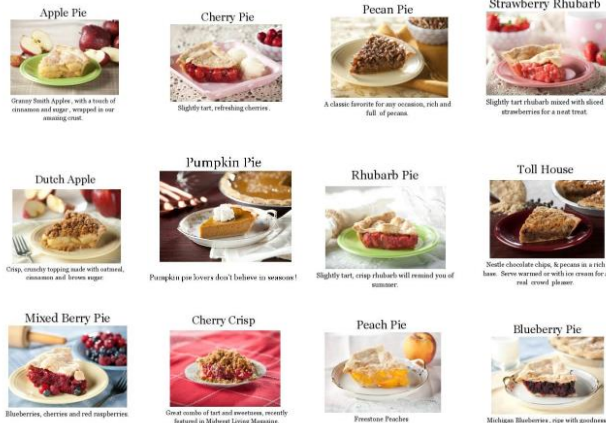 Apple Pie
Granny Smith Apples, with a touch of
cinnamon and sugar, wrapped in our
amazing crust.
Cherry Pie
Slightly tart, refreshing cherries.
Pecan Pie
A classic favorite for any occasion, rich and
full of pecans.
Strawberry Rhubarb
Slightly tart rhubarb mixed with sliced
strawberries for a neat treat.
Dutch Apple
Crisp, crunchy topping made with oatmeal,
cinnamon and brown sugar.
Pumpkin Pie
Pumpkin pie lovers don't believe in seasons!
Rhubarb Pie
Slightly tart, crisp rhubarb will remind you of
summer.
Toll House
Nestle chocolate chips, & pecans in a rich
base. Serve warmed or with ice cream for a
real crowd pleaser.
Mixed Berry Pie
Blueberries, cherries and red raspberries
Cherry Crisp
Great combo of tart and sweetness, recently
featured in Midwest Living Magazine
Peach Pie
Freestone Peaches
Blueberry Pie
Michigan Blueberries, ripe with goodness